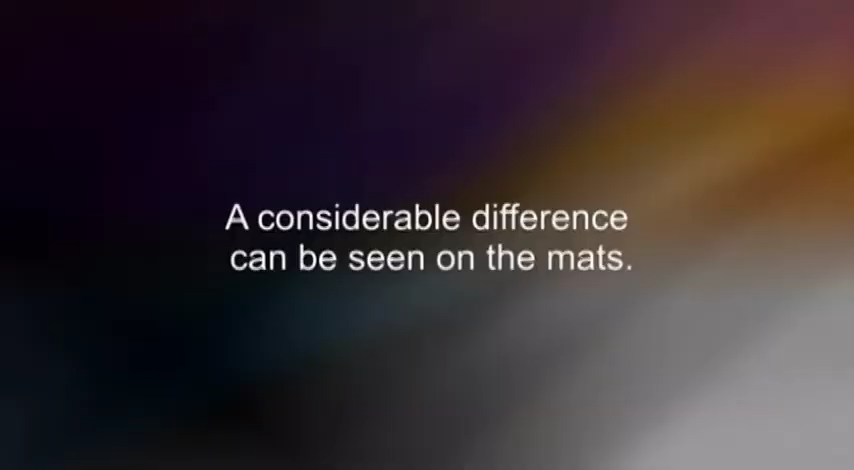 A considerable difference
can be seen on the mats.